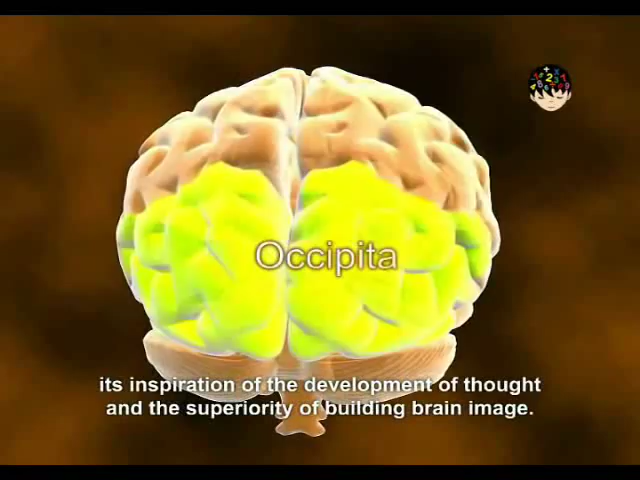 Occipita
its inspiration of the development of thought
and the superiority of building brain image.